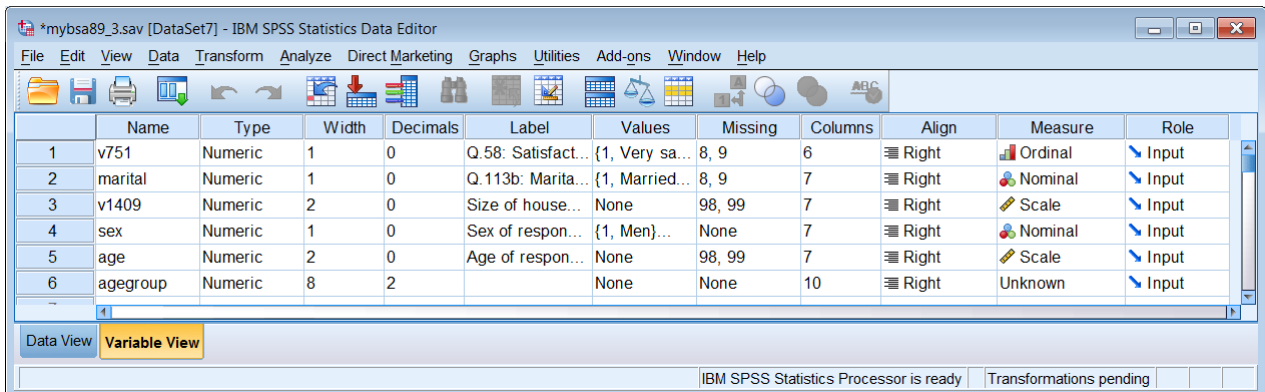 *mybsa89_3.sav [DataSet7] - IBM SPSS Statistics Data Editor
File Edit View Data Transform Analyze Direct Marketing Graphs Utilities Add-ons Window Help
Name Type Width Decimals Label Values Missing Columns Align Measure Role
1 v751 Numeric 1 0 Q.58: Satisfact... {1, Very sa... 8, 9 6 Right Ordinal Input
2 marital Numeric 1 0 Q.113b: Marita... {1, Married... 8, 9 7 Right Nominal Input
3 v1409 Numeric 2 0 Size of house... None 98, 99 7 Right Scale Input
4 sex Numeric 1 0 Sex of respon... {1, Men}... None 7 Right Nominal Input
5 age Numeric 2 0 Age of respon... None 98, 99 7 Right Scale Input
6 agegroup Numeric 8 2 None None 10 Right Unknown Input
Data View Variable View
IBM SPSS Statistics Processor is ready Transformations pending